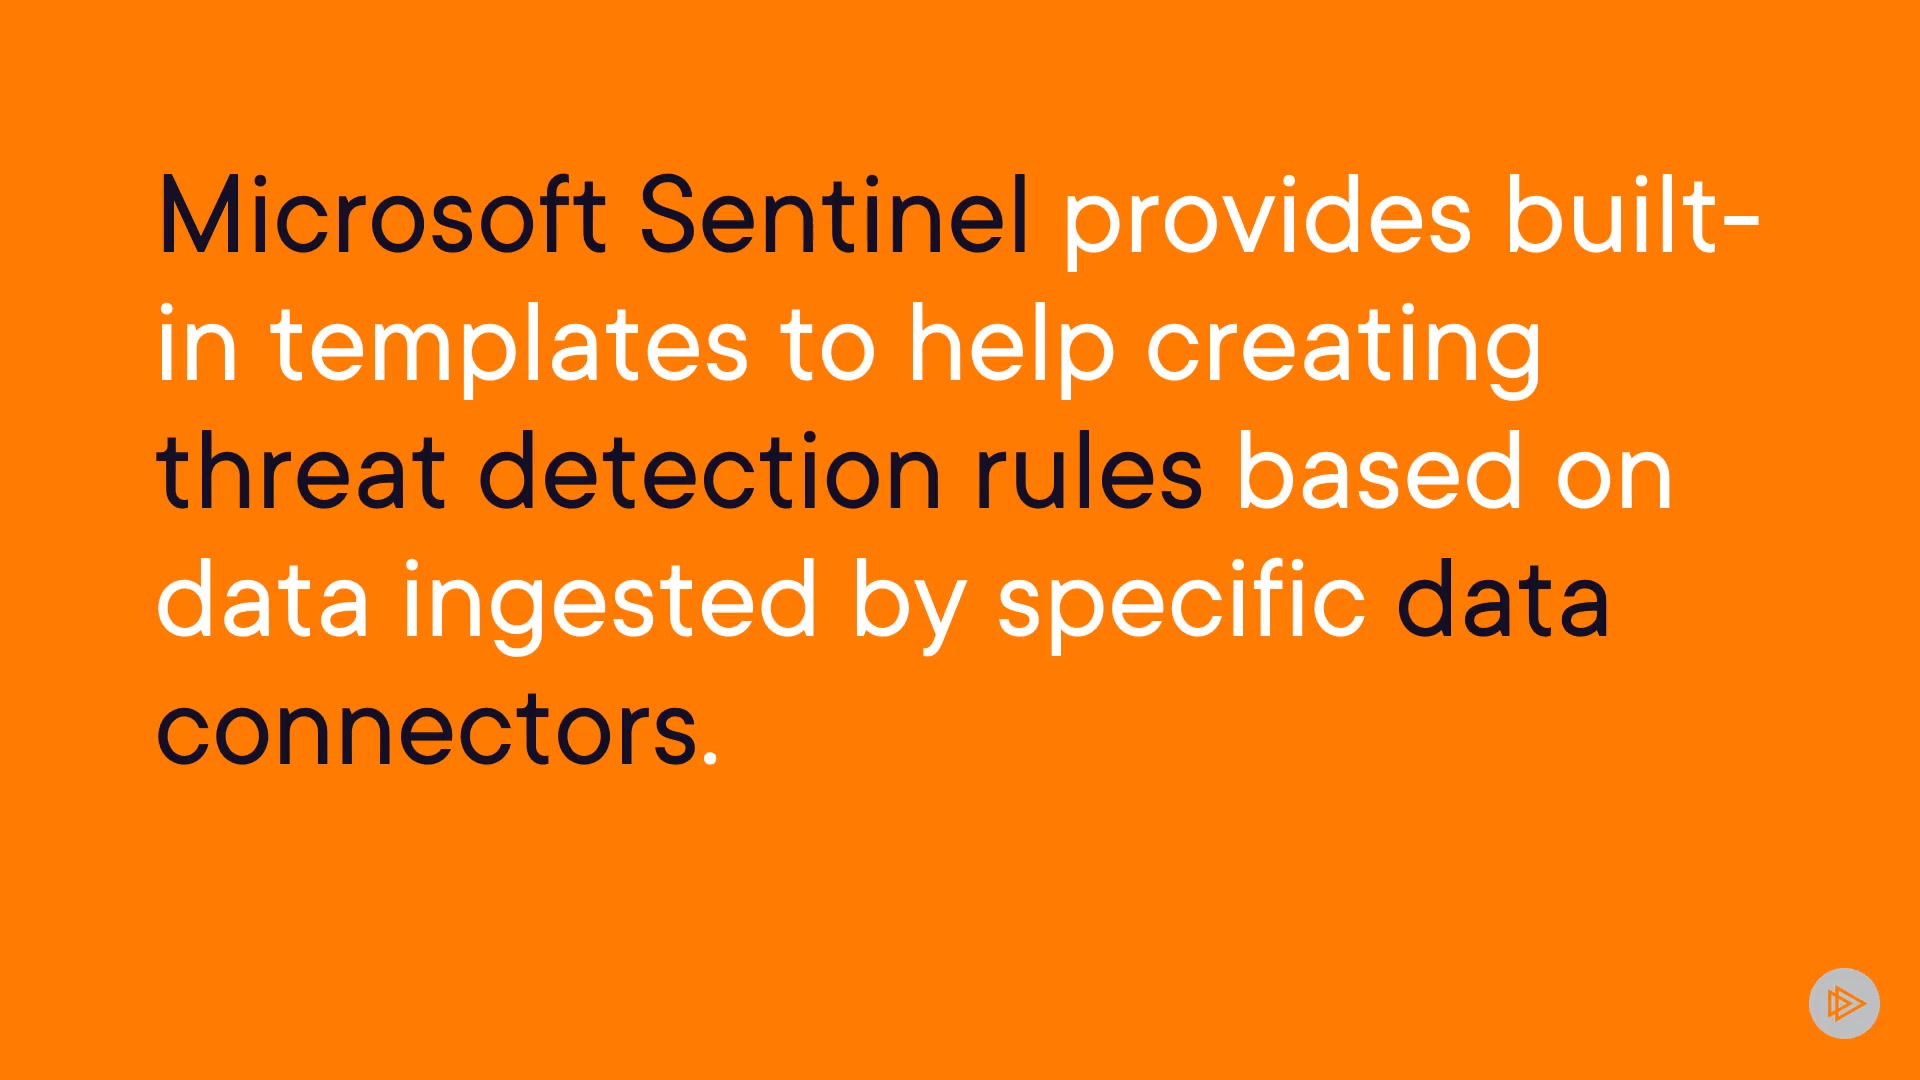 Microsoft Sentinel provides built-
in templates to help creating
threat detection rules based on
data ingested by specific data
connectors.